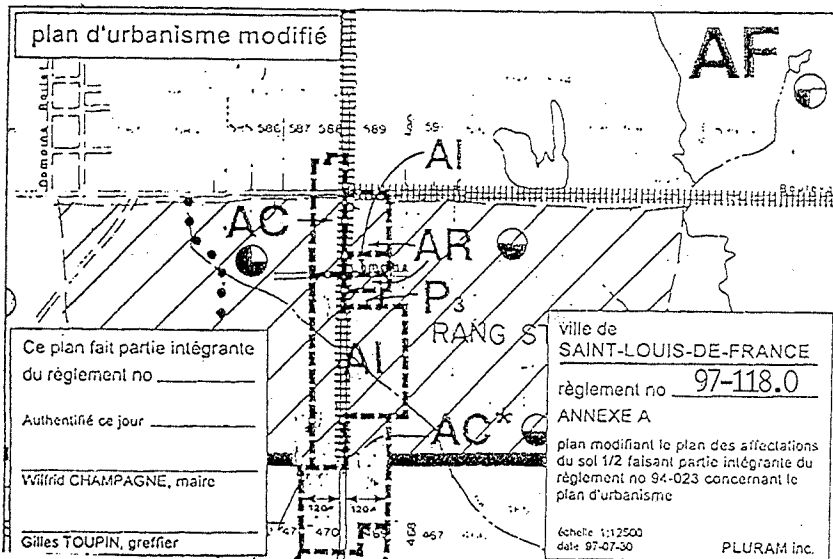 plan d'urbanisme modifié
AF
586 587 588 589
AI
AC
AR
P3
RANG ST
AI
AC*
120 120
470
467
468
Ce plan fait partie intégrante
du règlement no
Authentifié ce jour
Wilfrid CHAMPAGNE, maire
Gilles TOUPIN, greffier
ville de
SAINT-LOUIS-DE-FRANCE
règlement no 97-118.0
ANNEXE A
plan modifiant le plan des affectations
du sol 1/2 faisant partie intégrante du
règlement no 94-023 concernant le
plan d'urbanisme
échelle 1:12500
date 97-07-30
PLURAM inc.